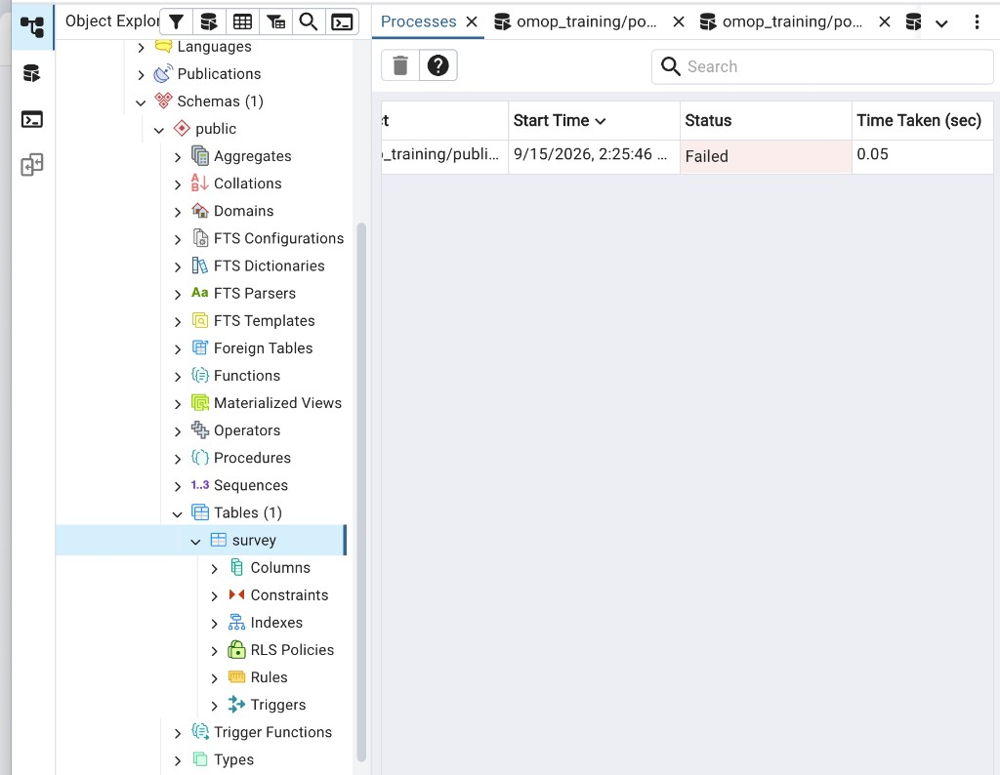 Object Explor
Processes
omop_training/po...
omop_training/po...
Languages
Publications
Schemas (1)
public
Aggregates
Collations
Domains
FTS Configurations
FTS Dictionaries
Aa FTS Parsers
FTS Templates
Foreign Tables
Functions
Materialized Views
Operators
Procedures
1..3 Sequences
Tables (1)
survey
Columns
Constraints
Indexes
RLS Policies
Rules
Triggers
Trigger Functions
Types
Search
Start Time
Status
Time Taken (sec)
_training/publi...
9/15/2026, 2:25:46 ...
Failed
0.05